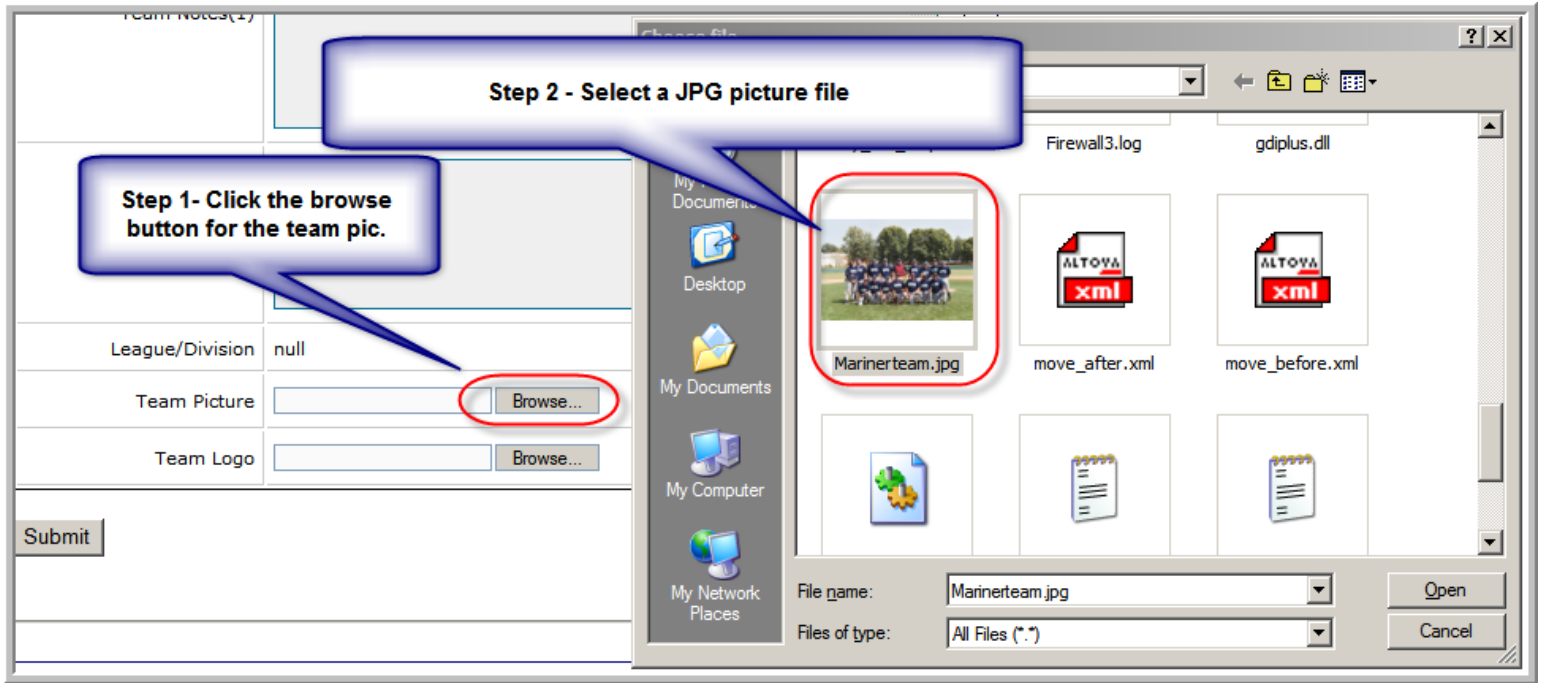 Team Notes(1)
Step 1- Click the browse
button for the team pic.
League/Division null
Team Picture Browse...
Team Logo Browse...
Submit
Choose file
? X
Step 2 - Select a JPG picture file
Documents
Desktop
My Documents
My Computer
My Network
Places
Firewall3.log gdiplus.dll
ALTOVA
xml
ALTOVA
xml
Marinerteam.jpg move_after.xml move_before.xml
File name: Marinerteam.jpg Open
Files of type: All Files (*.*) Cancel